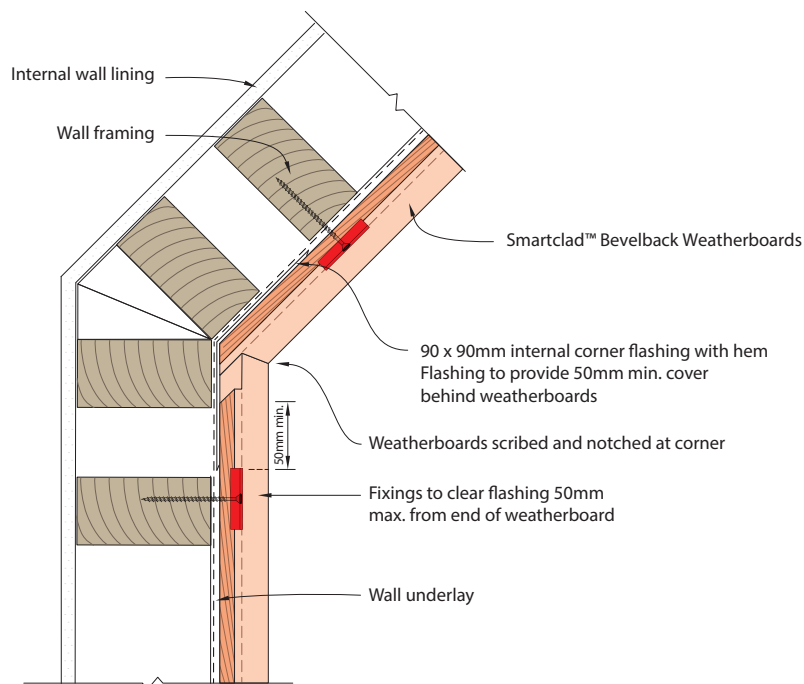 Internal wall lining
Wall framing
Smartclad™ Bevelback Weatherboards
90 x 90mm internal corner flashing with hem
Flashing to provide 50mm min. cover
behind weatherboards
Weatherboards scribed and notched at corner
50mm min.
Fixings to clear flashing 50mm
max. from end of weatherboard
Wall underlay